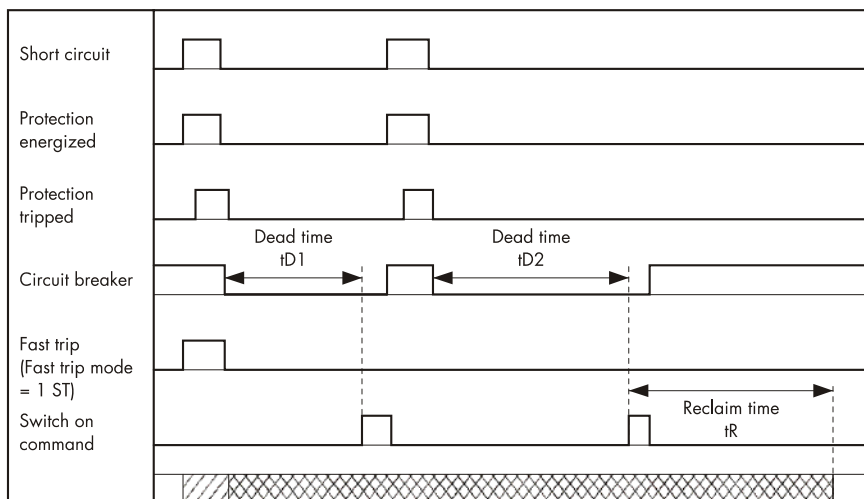 Short circuit
Protection
energized
Protection
tripped
Dead time
tD1
Dead time
tD2
Circuit breaker
Fast trip
(Fast trip mode
= 1 ST)
Switch on
command
Reclaim time
tR